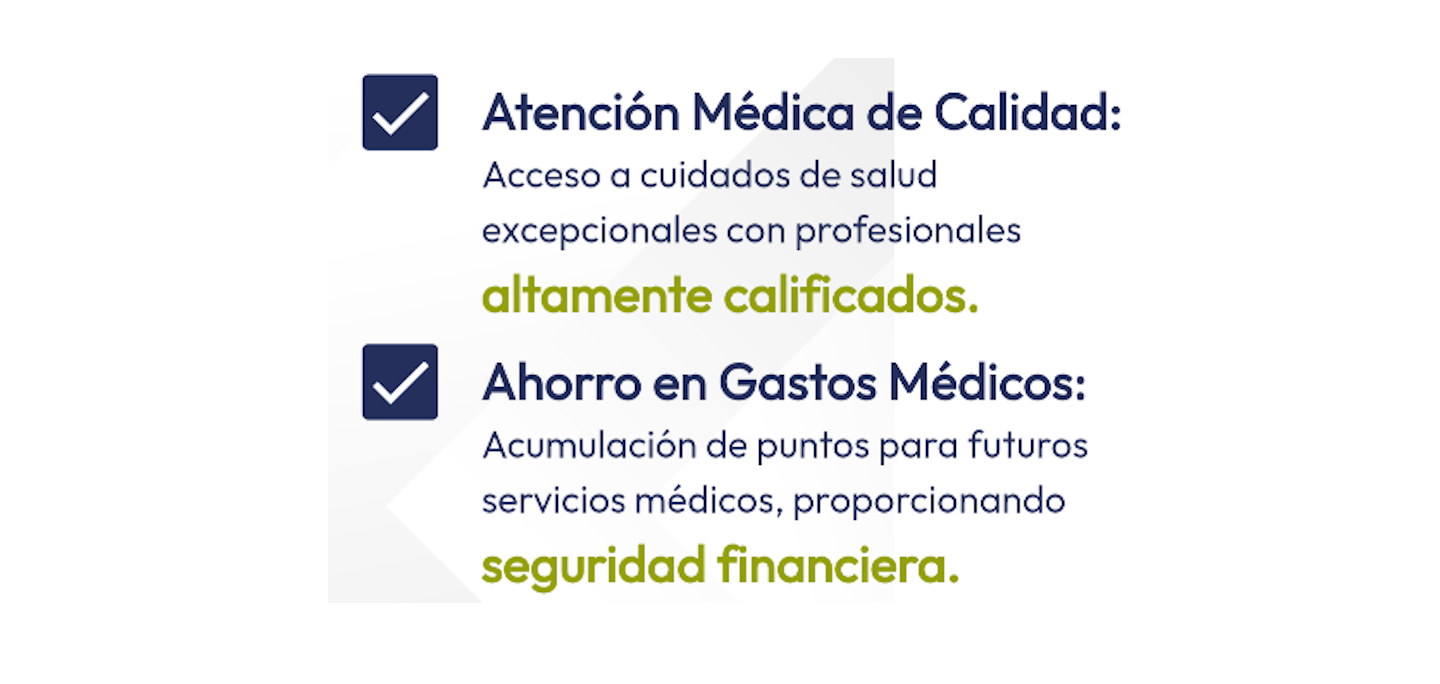 Atención Médica de Calidad:
Acceso a cuidados de salud
excepcionales con profesionales
altamente calificados.
Ahorro en Gastos Médicos:
Acumulación de puntos para futuros
servicios médicos, proporcionando
seguridad financiera.